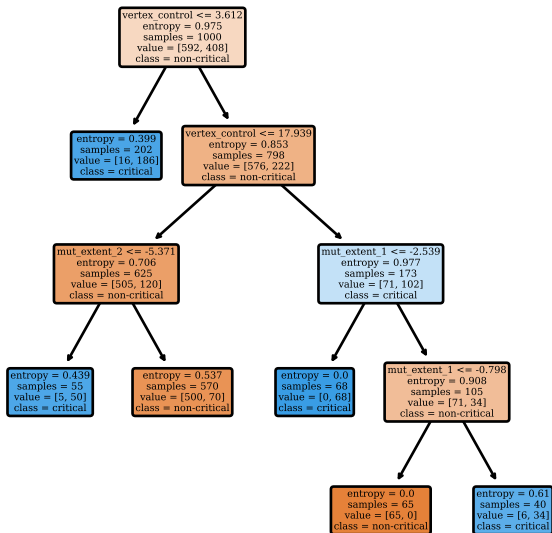 vertex_control <= 3.612
entropy = 0.975
samples = 1000
value = [592, 408]
class = non-critical
entropy = 0.399
samples = 202
value = [16, 186]
class = critical
vertex_control <= 17.939
entropy = 0.853
samples = 798
value = [576, 222]
class = non-critical
mut_extent_2 <= -5.371
entropy = 0.706
samples = 625
value = [505, 120]
class = non-critical
mut_extent_1 <= -2.539
entropy = 0.977
samples = 173
value = [71, 102]
class = critical
entropy = 0.439
samples = 55
value = [5, 50]
class = critical
entropy = 0.537
samples = 570
value = [500, 70]
class = non-critical
entropy = 0.0
samples = 68
value = [0, 68]
class = critical
mut_extent_1 <= -0.798
entropy = 0.908
samples = 105
value = [71, 34]
class = non-critical
entropy = 0.0
samples = 65
value = [65, 0]
class = non-critical
entropy = 0.61
samples = 40
value = [6, 34]
class = critical